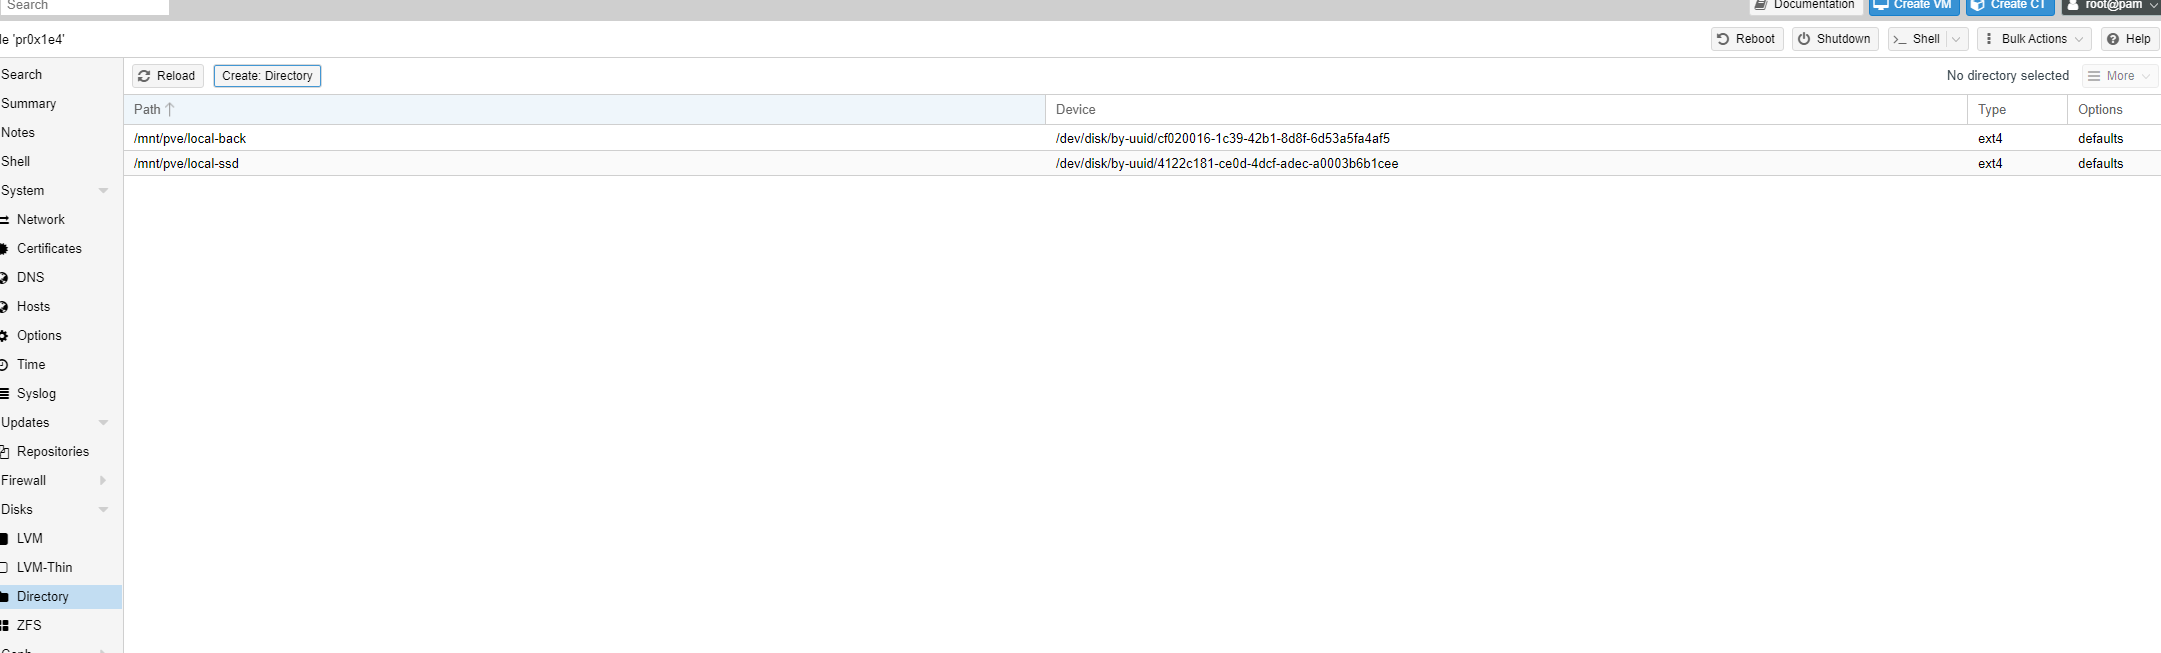 Search
Documentation Create VM Create CT root@pam
le 'pr0x1e4' Reboot Shutdown >_ Shell Bulk Actions Help
Search
Summary
Notes
Shell
System
Network
Certificates
DNS
Hosts
Options
Time
Syslog
Updates
Repositories
Firewall
Disks
LVM
LVM-Thin
Directory
ZFS
Reload Create: Directory No directory selected More
Path Device Type Options
/mnt/pve/local-back /dev/disk/by-uuid/cf020016-1c39-42b1-8d8f-6d53a5fa4af5 ext4 defaults
/mnt/pve/local-ssd /dev/disk/by-uuid/4122c181-ce0d-4dcf-adec-a0003b6b1cee ext4 defaults